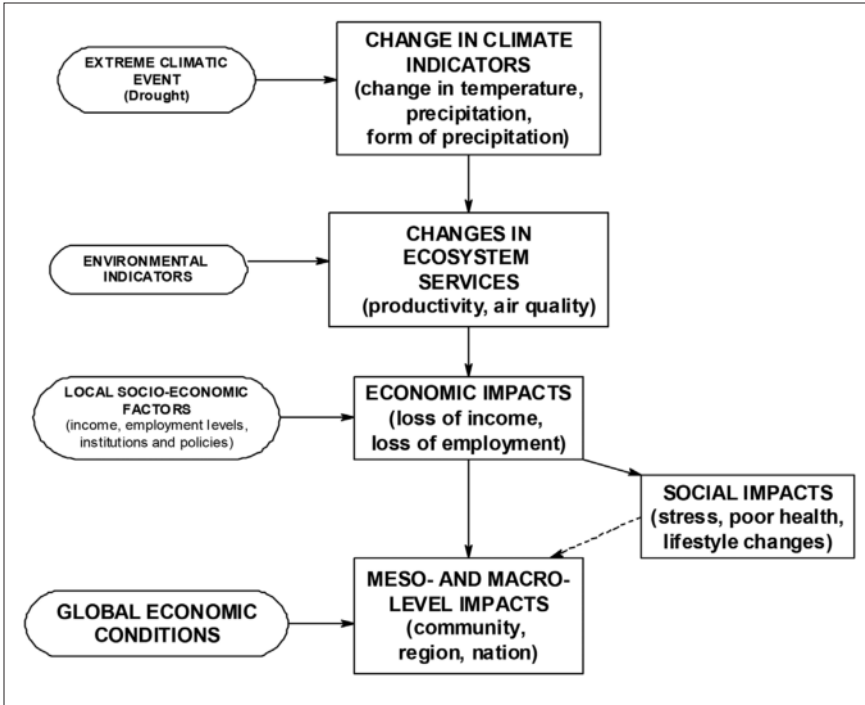 EXTREME CLIMATIC
EVENT
(Drought)
CHANGE IN CLIMATE
INDICATORS
(change in temperature,
precipitation,
form of precipitation)
ENVIRONMENTAL
INDICATORS
CHANGES IN
ECOSYSTEM
SERVICES
(productivity, air quality)
LOCAL SOCIO-ECONOMIC
FACTORS
(income, employment levels,
institutions and policies)
ECONOMIC IMPACTS
(loss of income,
loss of employment)
SOCIAL IMPACTS
(stress, poor health,
lifestyle changes)
GLOBAL ECONOMIC
CONDITIONS
MESO- AND MACRO-
LEVEL IMPACTS
(community,
region, nation)